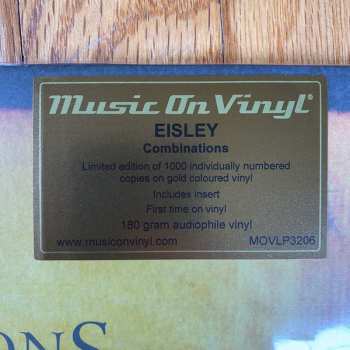 Music On Vinyl®
EISLEY
Combinations
Limited edition of 1000 individually numbered
copies on gold coloured vinyl
Includes insert
First time on vinyl
180 gram audiophile vinyl
www.musiconvinyl.com MOVLP3206
ONS